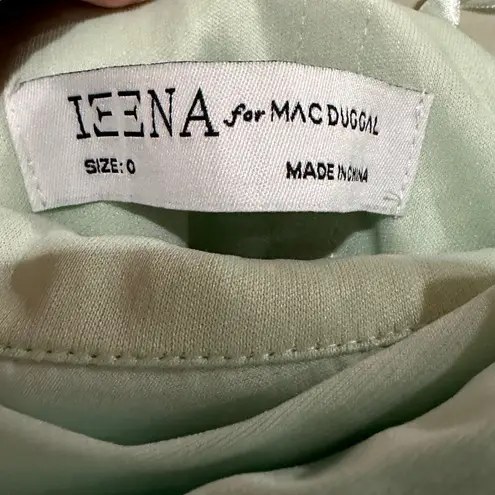 IEENA for MAC DUGGAL
SIZE: 0
MADE IN CHINA